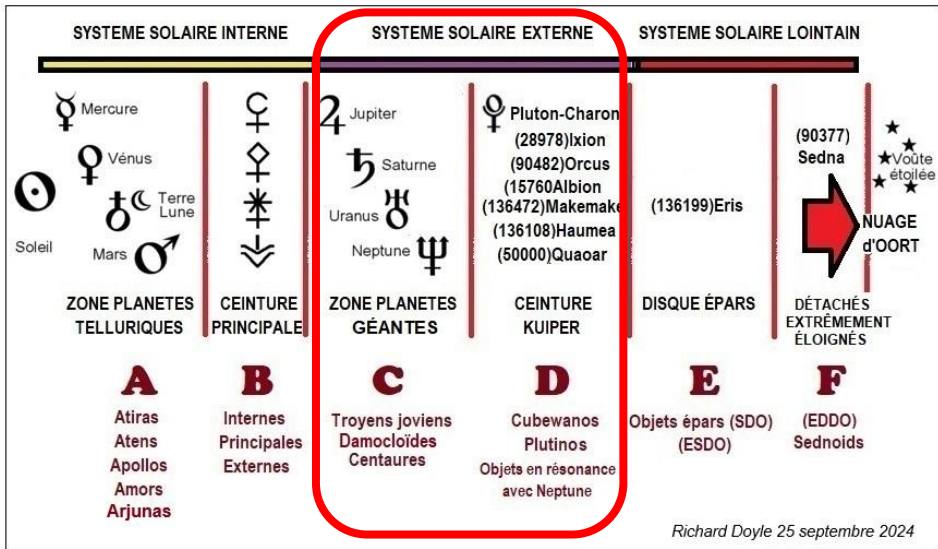 SYSTEME SOLAIRE INTERNE
SYSTEME SOLAIRE EXTERNE
SYSTEME SOLAIRE LOINTAIN
Soleil
Mercure
Vénus
Terre
Lune
Mars
ZONE PLANETES
TELLURIQUES
CEINTURE
PRINCIPALE
Jupiter
Saturne
Uranus
Neptune
ZONE PLANETES
GÉANTES
Pluton-Charon
(28978)Ixion
(90482)Orcus
(15760Albion
(136472)Makemake
(136108)Haumea
(50000)Quaoar
CEINTURE
KUIPER
(136199)Eris
DISQUE ÉPARS
(90377)
Sedna
Voûte
étoilée
NUAGE
d'OORT
DÉTACHÉS
EXTRÊMEMENT
ÉLOIGNÉS
A
Atiras
Atens
Apollos
Amors
Arjunas
B
Internes
Principales
Externes
C
Troyens joviens
Damocloïdes
Centaures
D
Cubewanos
Plutinos
Objets en résonance
avec Neptune
E
Objets épars (SDO)
(ESDO)
F
(EDDO)
Sednoids
Richard Doyle 25 septembre 2024